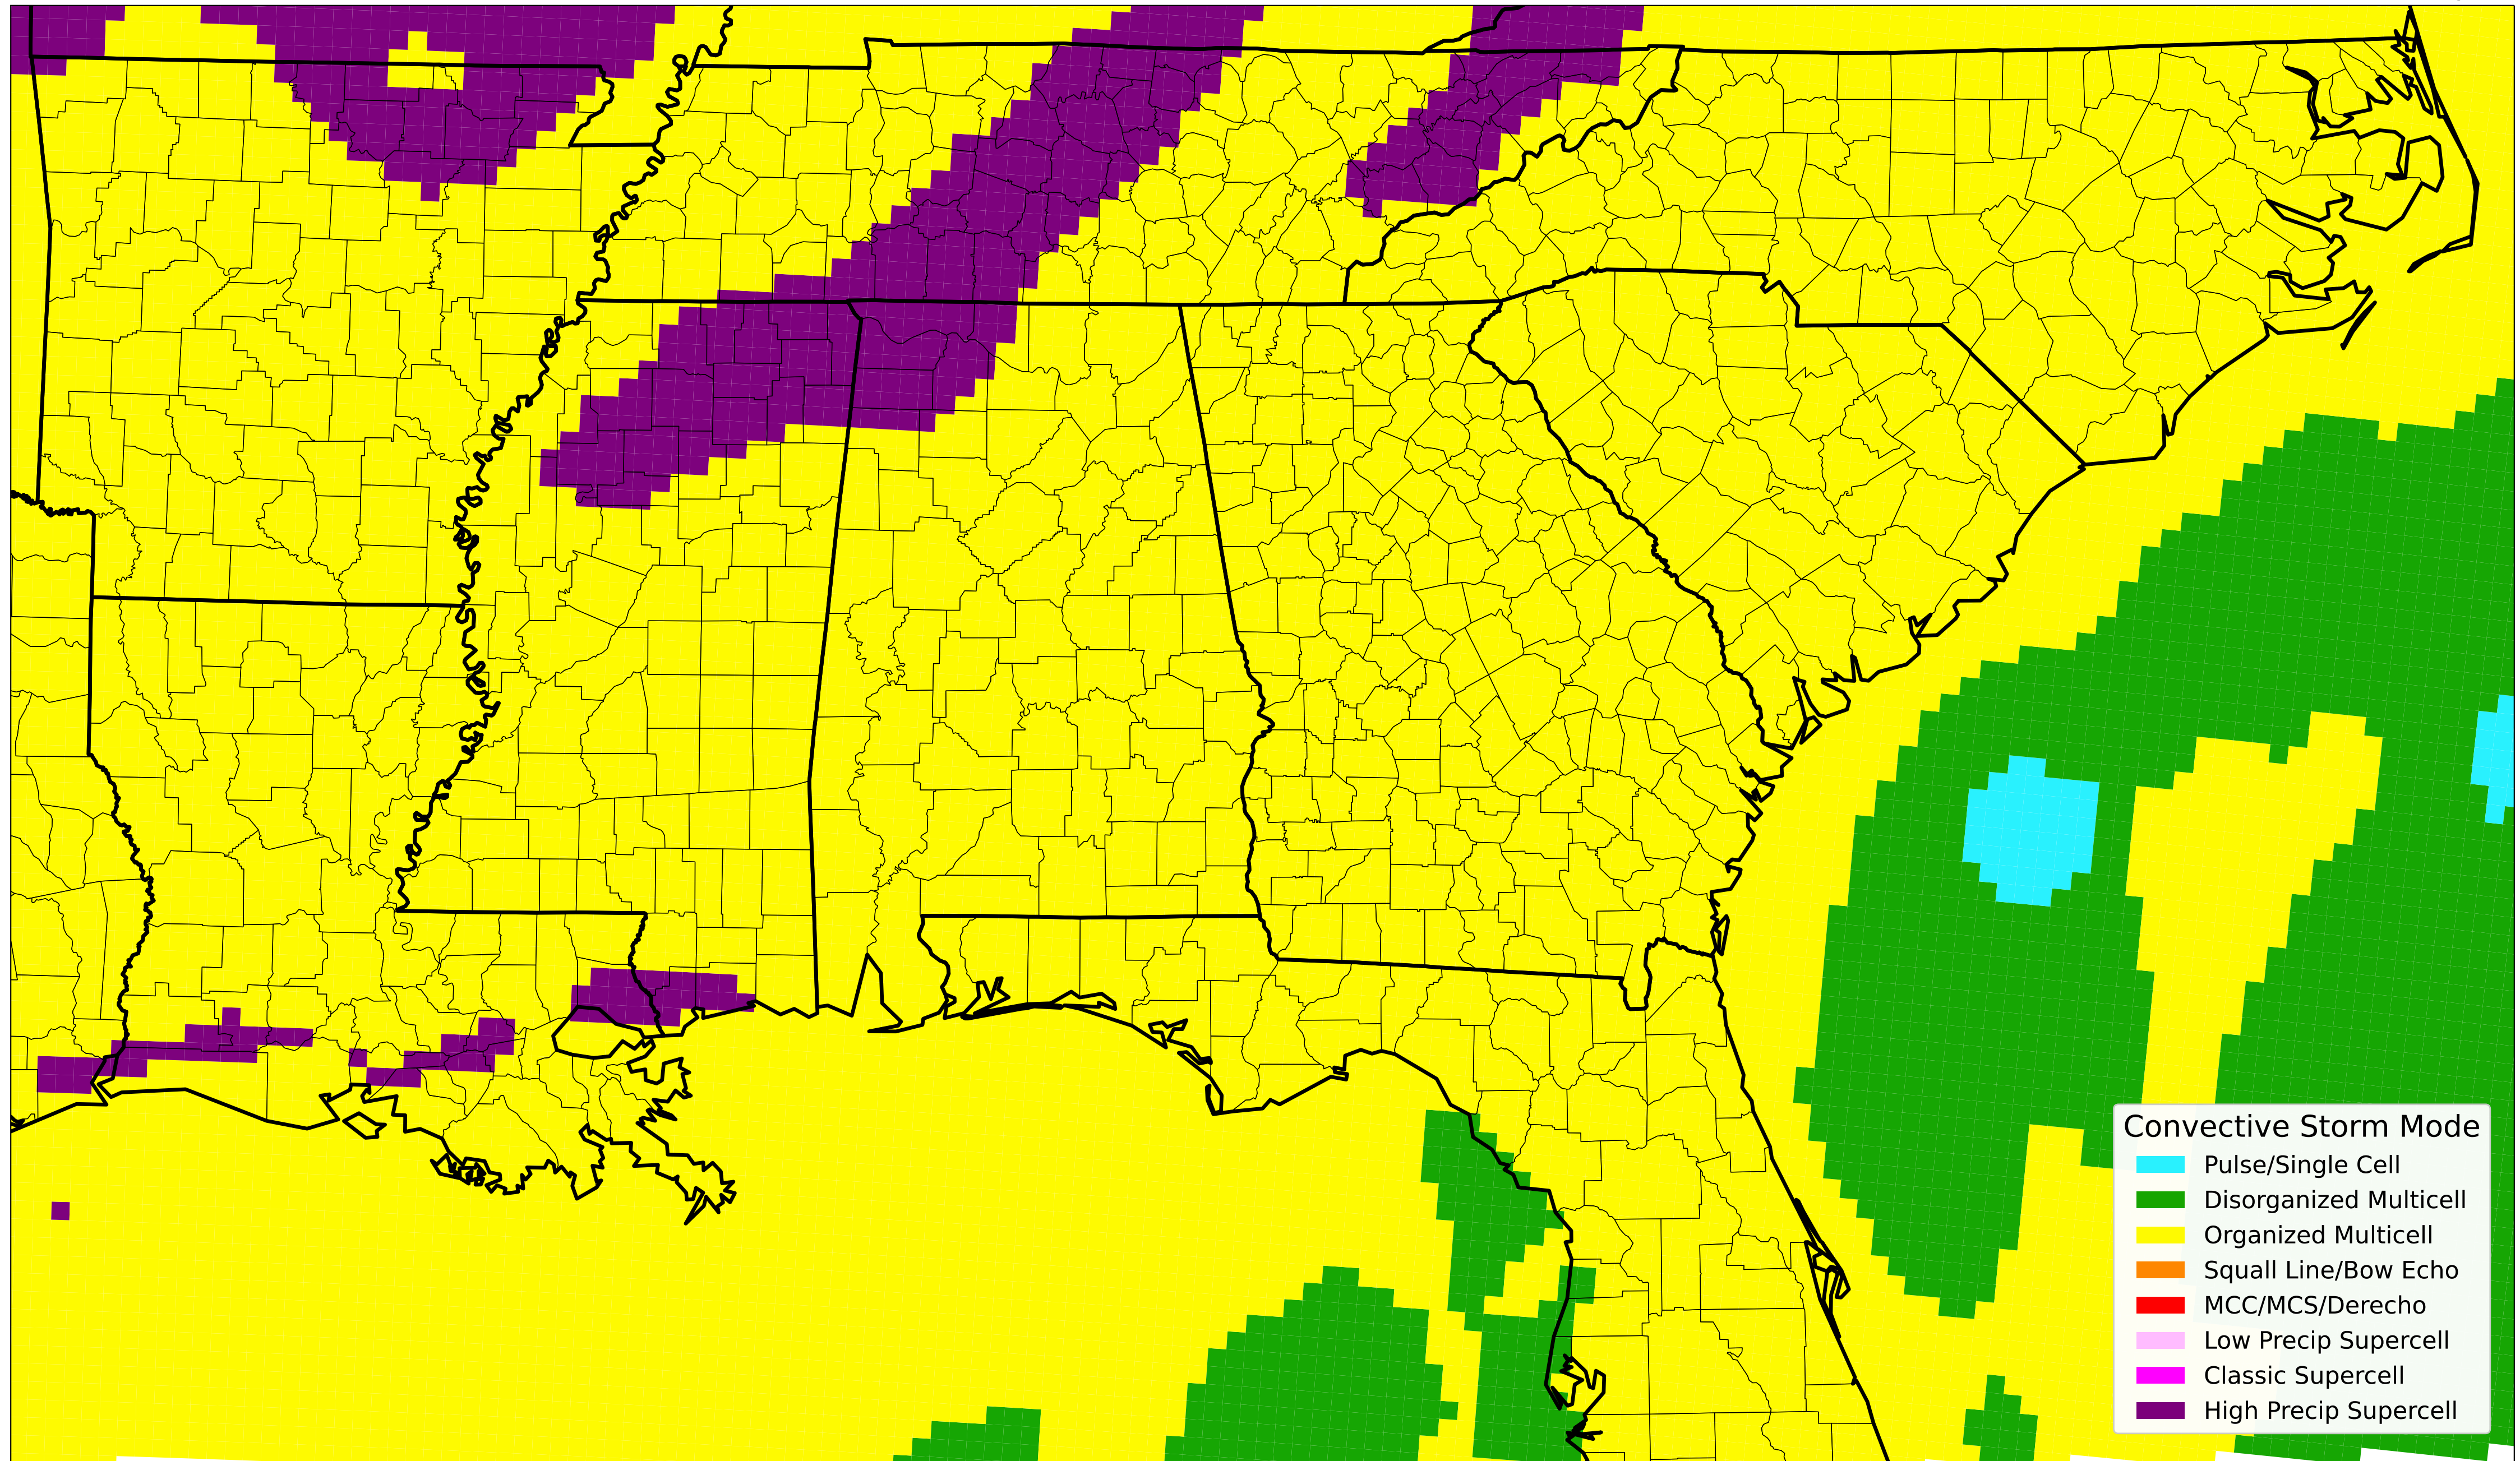 Convective Storm Mode
Pulse/Single Cell
Disorganized Multicell
Organized Multicell
Squall Line/Bow Echo
MCC/MCS/Derecho
Low Precip Supercell
Classic Supercell
High Precip Supercell